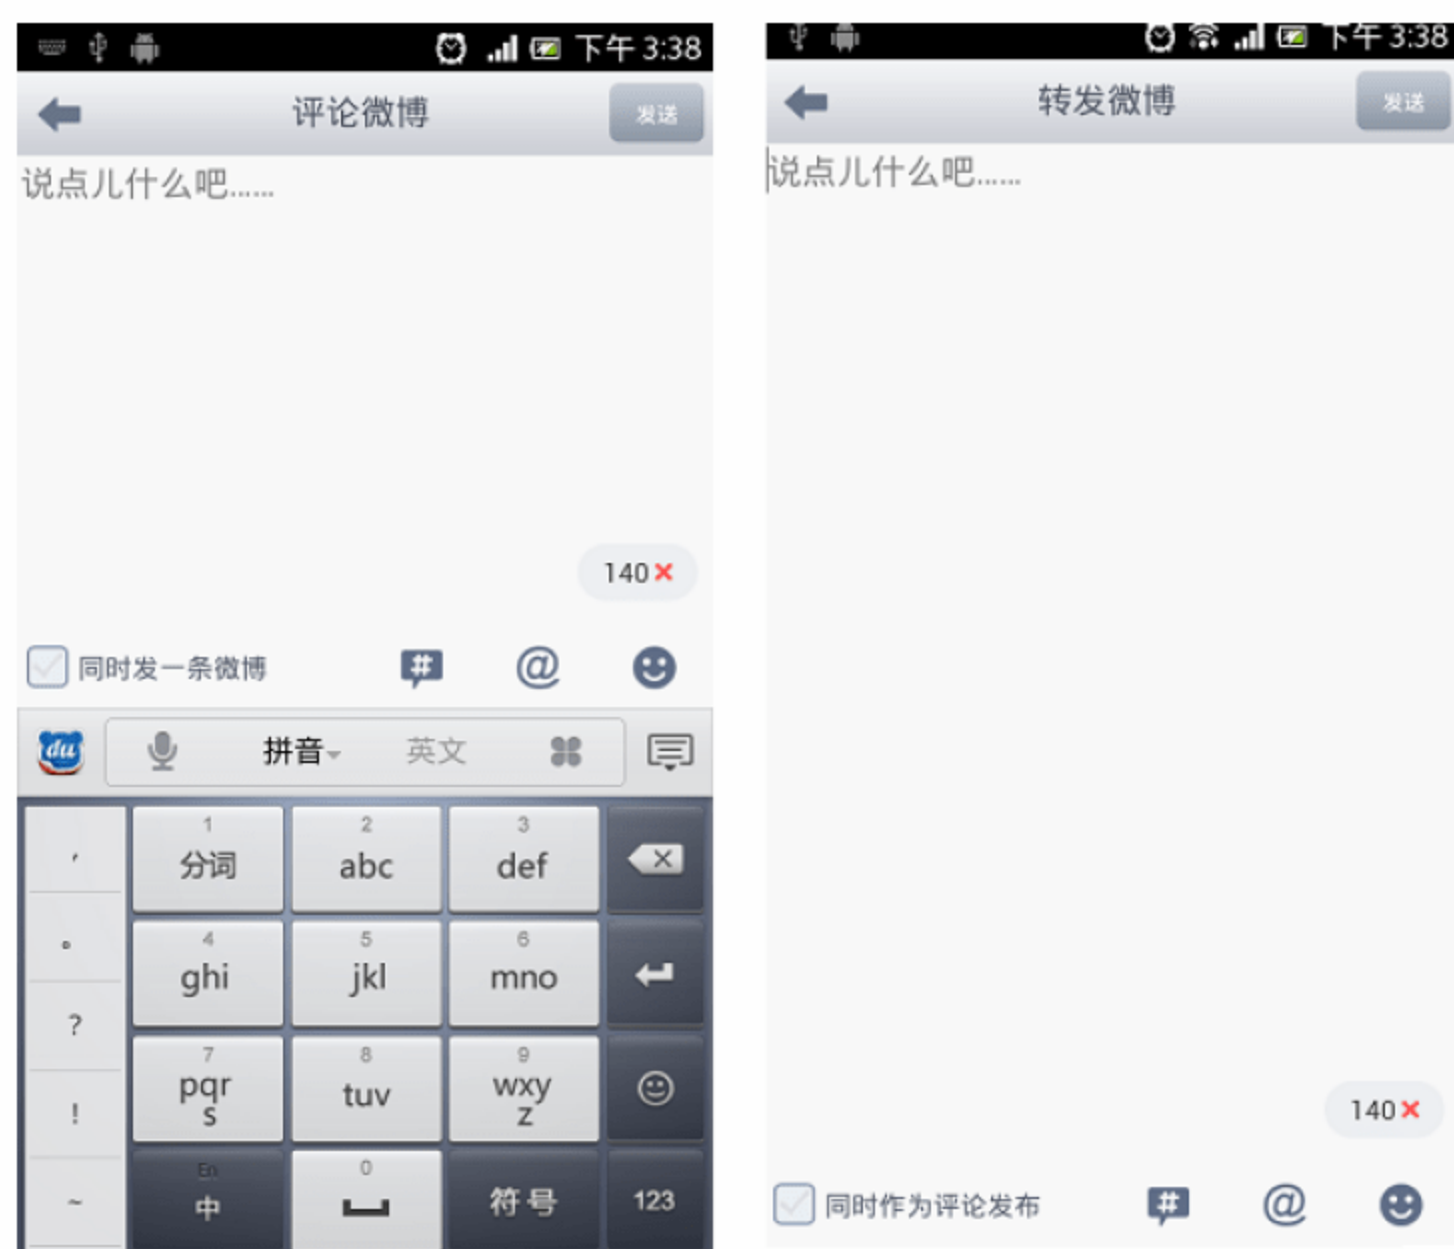 下午 3:38
评论微博
发送
说点儿什么吧......
140
同时发一条微博
#
@
du
拼音
英文
,
。
?
!
~
1
分词
2
abc
3
def
4
ghi
5
jkl
6
mno
7
pqr
s
8
tuv
9
wxy
z
En
中
0
符号
123
下午 3:38
转发微博
发送
说点儿什么吧......
140
同时作为评论发布
#
@